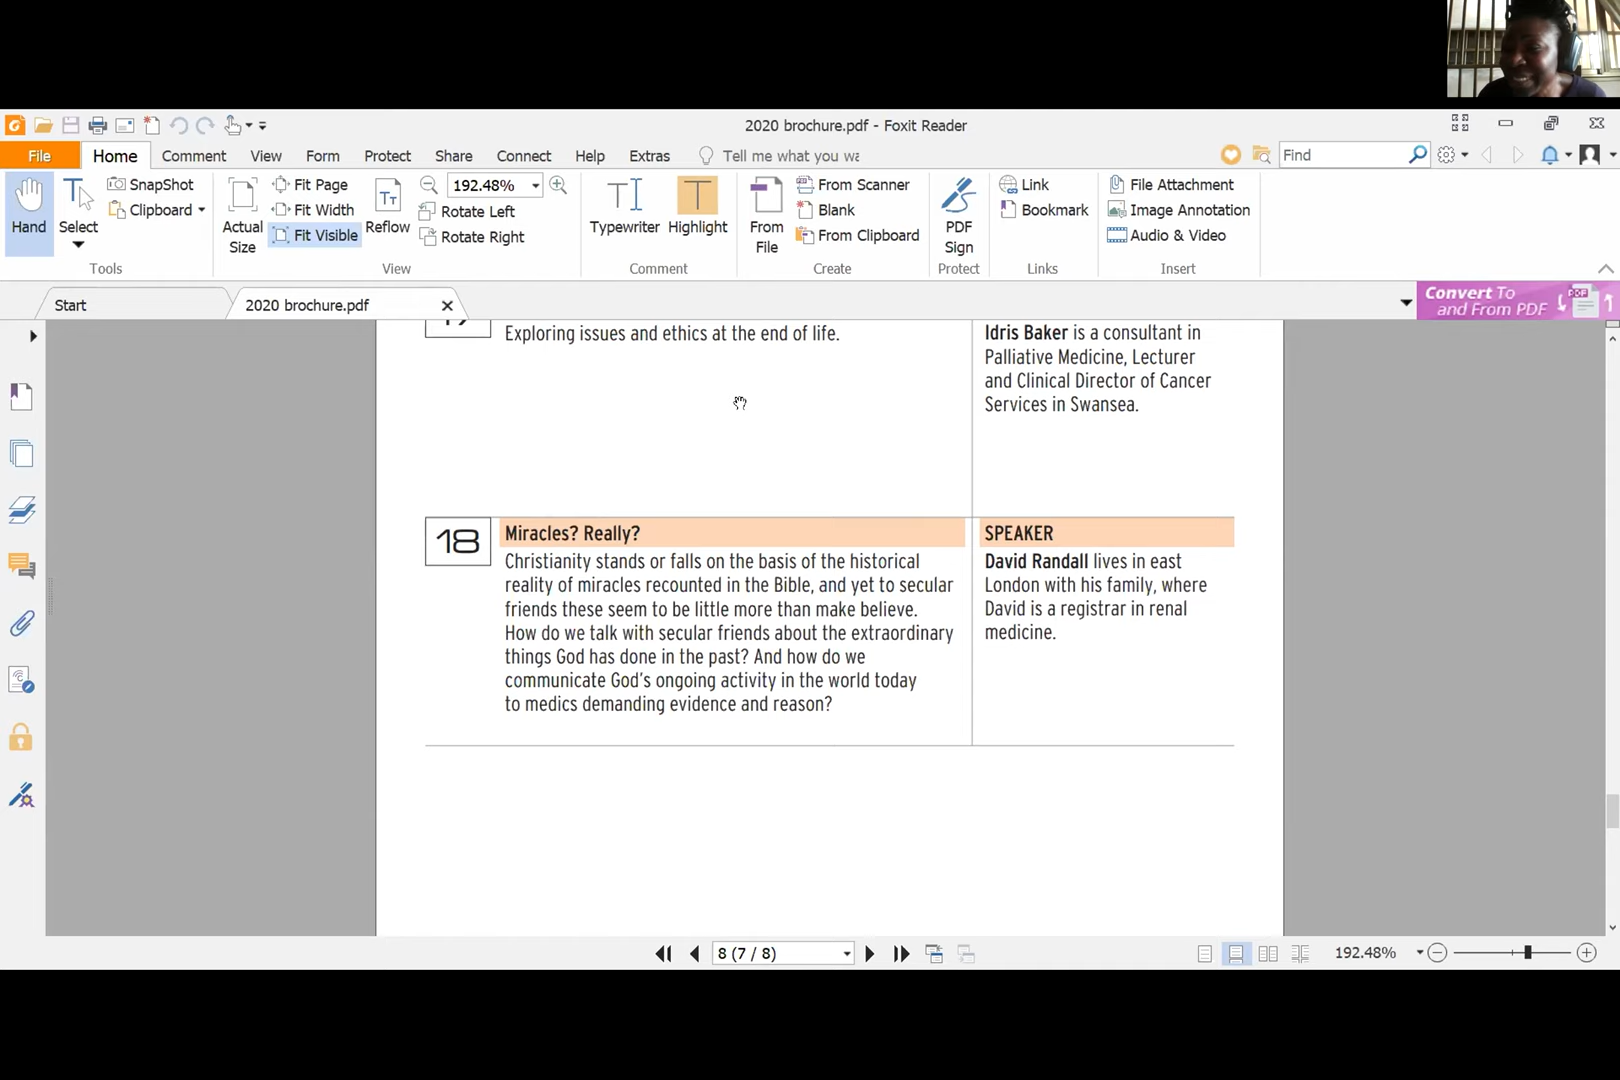 2020 brochure.pdf - Foxit Reader
File Home Comment View Form Protect Share Connect Help Extras Tell me what you wa Find
Hand
Select
SnapShot
Clipboard
Tools
Actual
Size
Fit Page
Fit Width
Fit Visible
Reflow
192.48%
Rotate Left
Rotate Right
View
Typewriter
Highlight
Comment
From
File
From Scanner
Blank
From Clipboard
Create
PDF
Sign
Protect
Link
Bookmark
Links
File Attachment
Image Annotation
Audio & Video
Insert
Start
2020 brochure.pdf
Convert To
and From PDF
PDF
Exploring issues and ethics at the end of life.
Idris Baker is a consultant in
Palliative Medicine, Lecturer
and Clinical Director of Cancer
Services in Swansea.
18
Miracles? Really?
Christianity stands or falls on the basis of the historical
reality of miracles recounted in the Bible, and yet to secular
friends these seem to be little more than make believe.
How do we talk with secular friends about the extraordinary
things God has done in the past? And how do we
communicate God's ongoing activity in the world today
to medics demanding evidence and reason?
SPEAKER
David Randall lives in east
London with his family, where
David is a registrar in renal
medicine.
8 (7 / 8)
192.48%